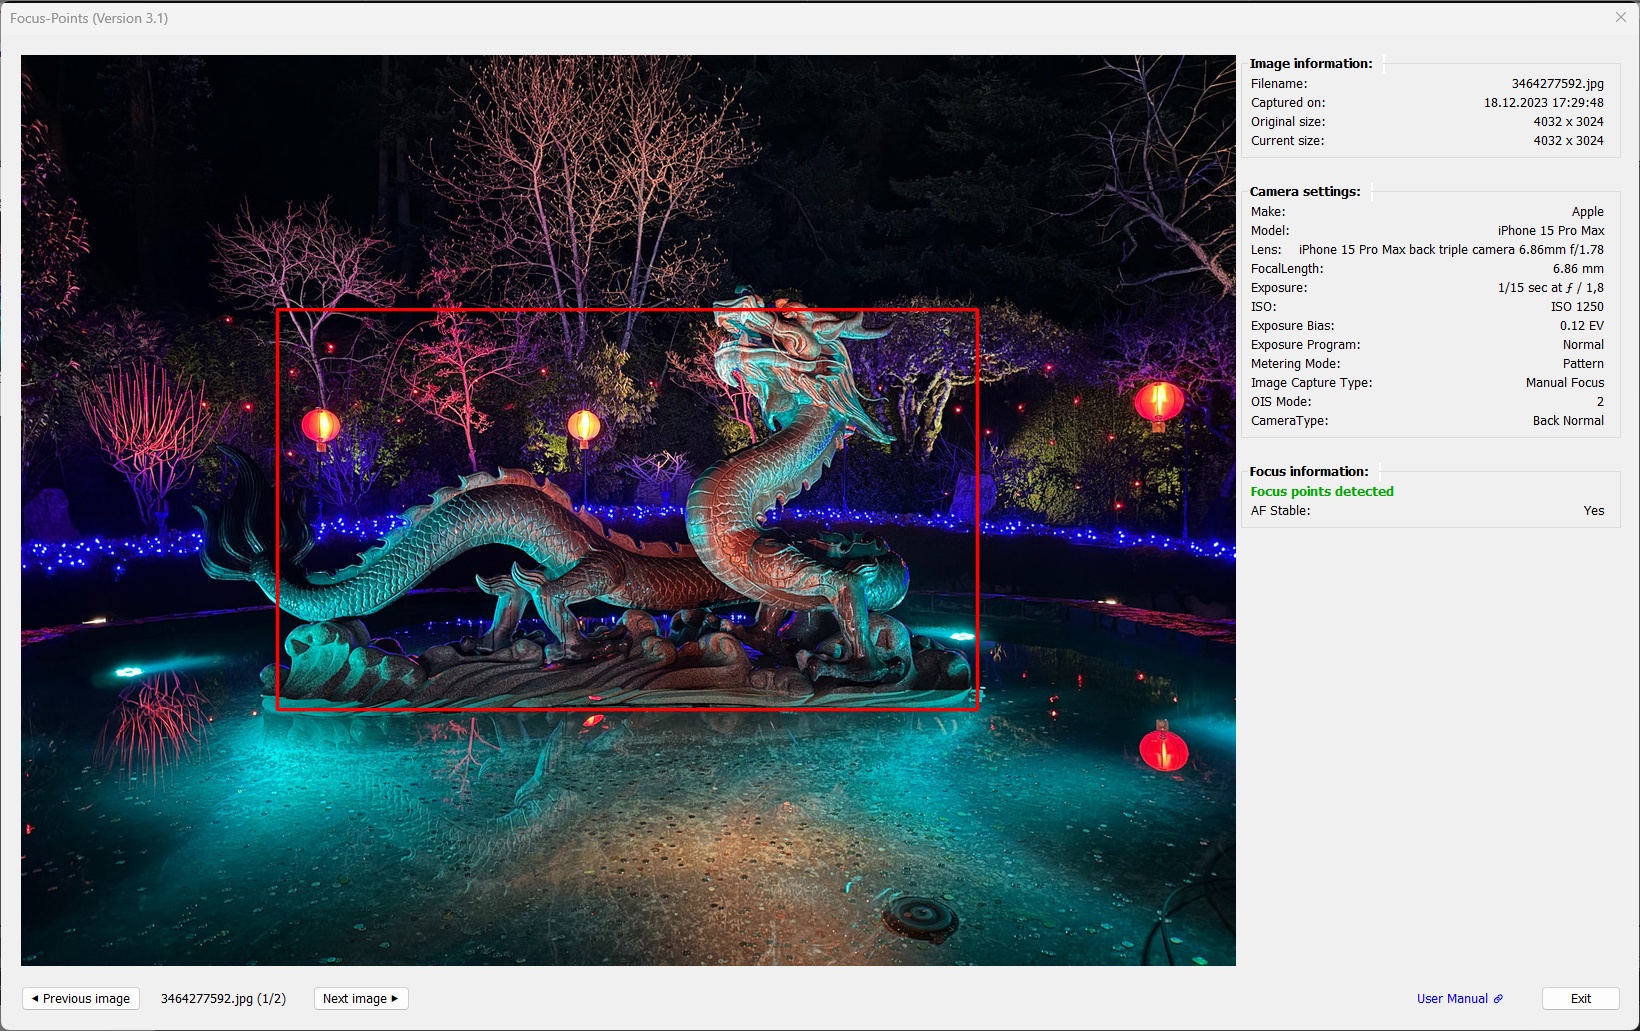 Focus-Points (Version 3.1)
Image information:
Filename: 3464277592.jpg
Captured on: 18.12.2023 17:29:48
Original size: 4032 x 3024
Current size: 4032 x 3024
Camera settings:
Make: Apple
Model: iPhone 15 Pro Max
Lens: iPhone 15 Pro Max back triple camera 6.86mm f/1.78
FocalLength: 6.86 mm
Exposure: 1/15 sec at ƒ / 1,8
ISO: ISO 1250
Exposure Bias: 0.12 EV
Exposure Program: Normal
Metering Mode: Pattern
Image Capture Type: Manual Focus
OIS Mode: 2
CameraType: Back Normal
Focus information:
Focus points detected
AF Stable: Yes
Previous image 3464277592.jpg (1/2) Next image User Manual Exit